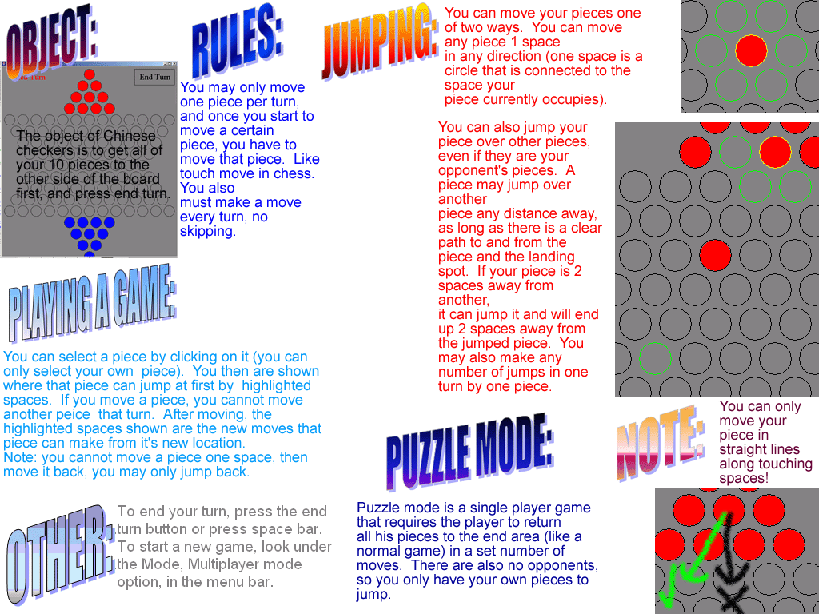 OBJECT:
End Turn
The object of Chinese
checkers is to get all of
your 10 pieces to the
other side of the board
first, and press end turn.
RULES:
You may only move
one piece per turn.
and once you start to
move a certain
piece, you have to
move that piece. Like
touch move in chess.
You also
must make a move
every turn, no
skipping.
JUMPING:
You can move your pieces one
of two ways. You can move
any piece 1 space
in any direction (one space is a
circle that is connected to the
space your
piece currently occupies).
You can also jump your
piece over other pieces,
even if they are your
opponent's pieces. A
piece may jump over
another
piece any distance away,
as long as there is a clear
path to and from the
piece and the landing
spot. If your piece is 2
spaces away from
another,
it can jump it and will end
up 2 spaces away from
the jumped piece. You
may also make any
number of jumps in one
turn by one piece.
PLAYING A GAME:
You can select a piece by clicking on it (you can
only select your own piece). You then are shown
where that piece can jump at first by highlighted
spaces. If you move a piece, you cannot move
another peice that turn. After moving, the
highlighted spaces shown are the new moves that
piece can make from it's new location.
Note: you cannot move a piece one space, then
move it back, you may only jump back.
PUZZLE MODE:
Puzzle mode is a single player game
that requires the player to return
all his pieces to the end area (like a
normal game) in a set number of
moves. There are also no opponents,
so you only have your own pieces to
jump.
NOTE:
You can only
move your
piece in
straight lines
along touching
spaces!
OTHER:
To end your turn, press the end
turn button or press space bar.
To start a new game, look under
the Mode, Multiplayer mode
option, in the menu bar.